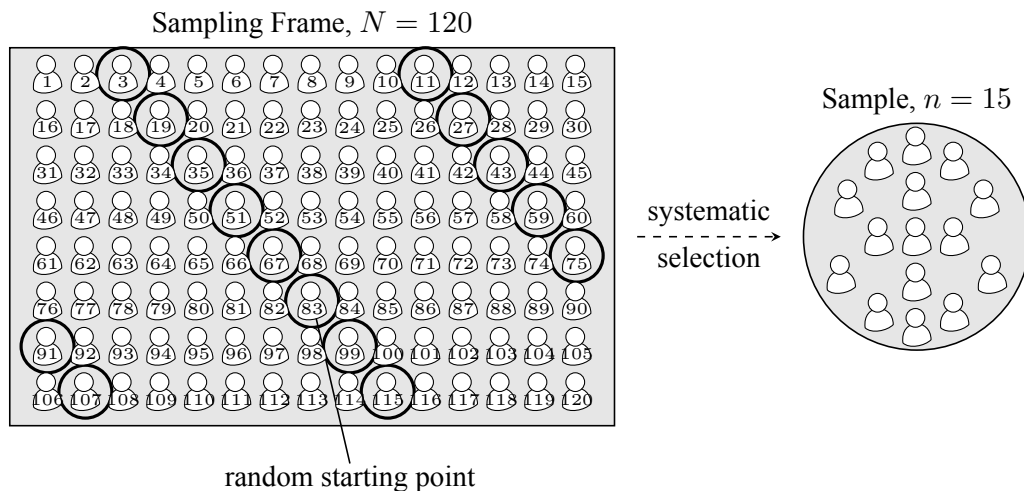 Sampling Frame, N = 120
1 2 3 4 5 6 7 8 9 10 11 12 13 14 15
16 17 18 19 20 21 22 23 24 25 26 27 28 29 30
31 32 33 34 35 36 37 38 39 40 41 42 43 44 45
46 47 48 49 50 51 52 53 54 55 56 57 58 59 60
61 62 63 64 65 66 67 68 69 70 71 72 73 74 75
76 77 78 79 80 81 82 83 84 85 86 87 88 89 90
91 92 93 94 95 96 97 98 99 100 101 102 103 104 105
106 107 108 109 110 111 112 113 114 115 116 117 118 119 120
random starting point
systematic
selection
Sample, n = 15